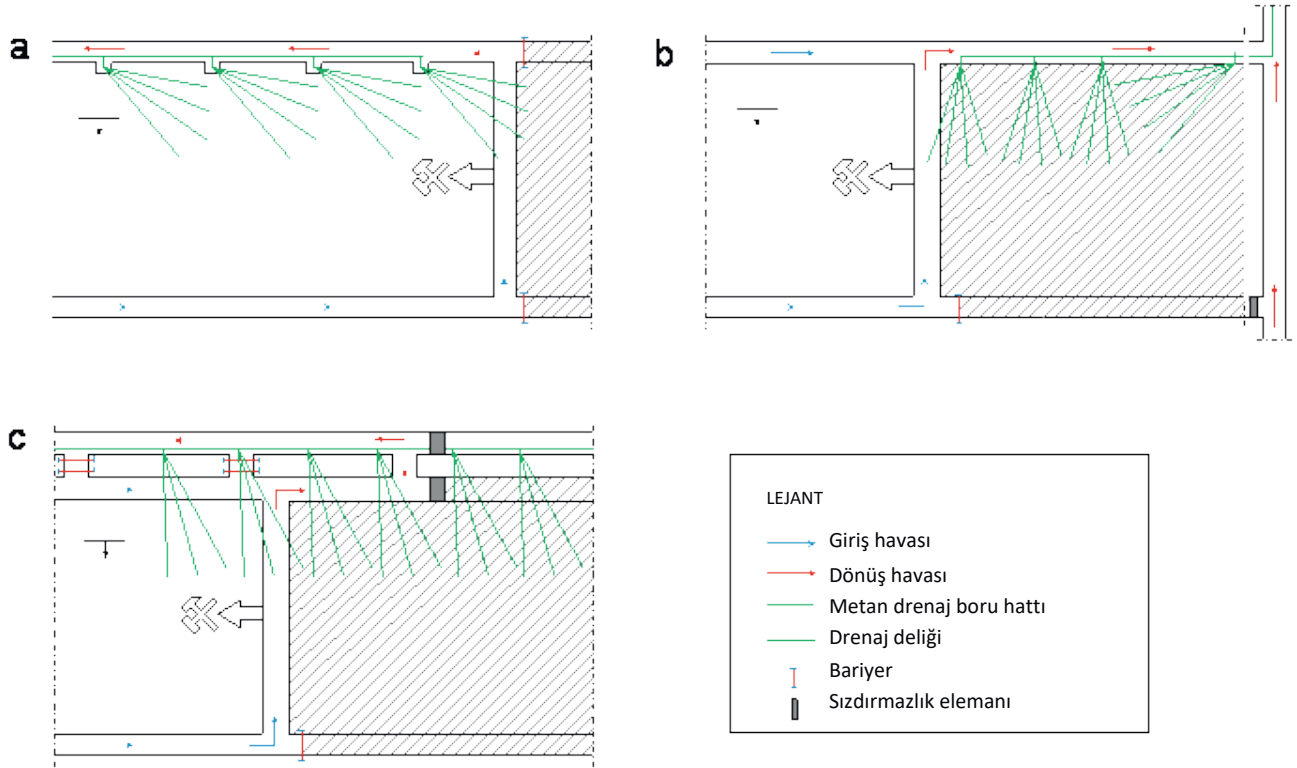 a
b
c
LEJANT
Giriş havası
Dönüş havası
Metan drenaj boru hattı
Drenaj deliği
Bariyer
Sızdırmazlık elemanı